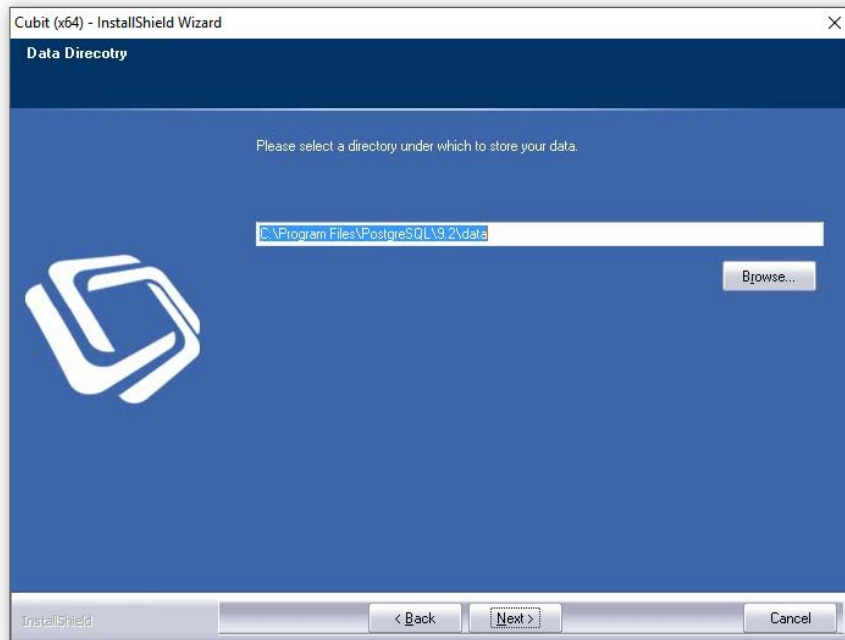 Cubit (x64) - InstallShield Wizard
Data Direcotry
Please select a directory under which to store your data.
C:\Program Files\PostgreSQL\9.2\data
Browse...
InstallShield
< Back
Next >
Cancel